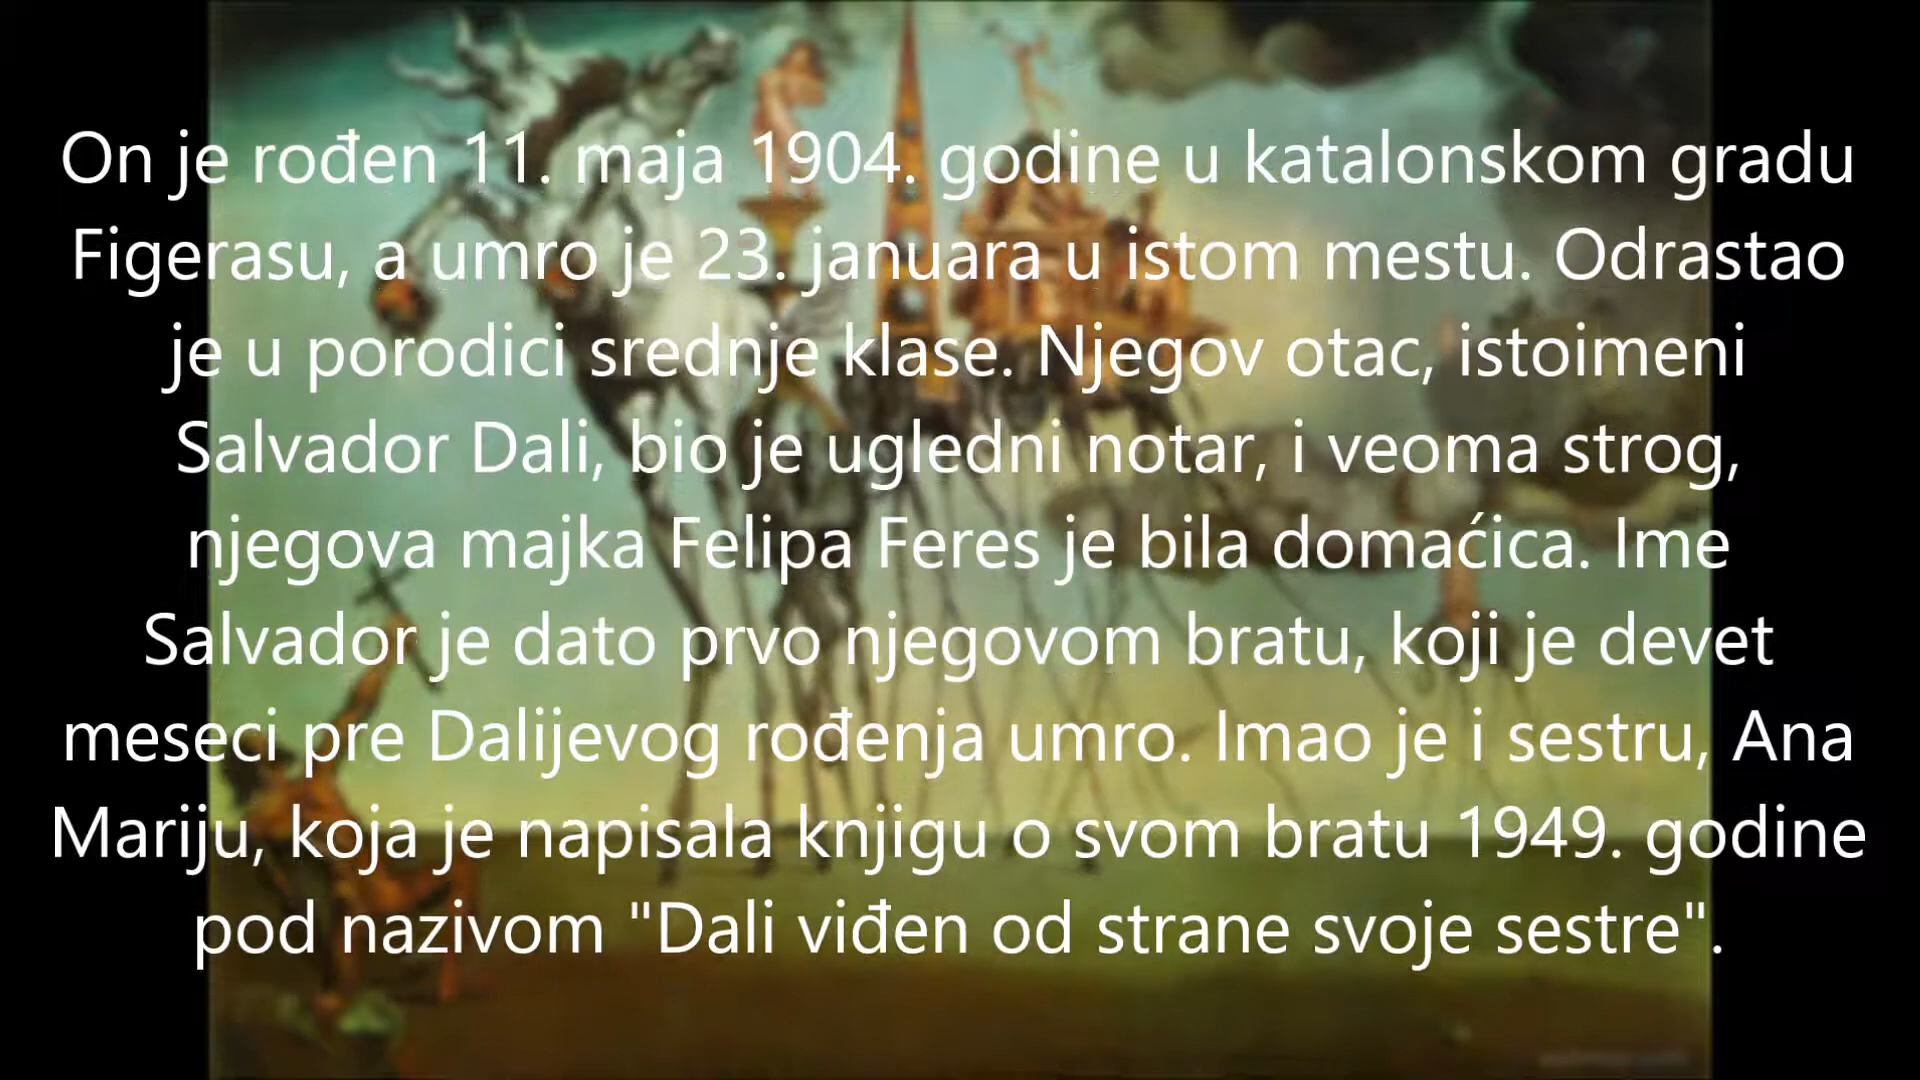 On je rođen 11. maja 1904. godine u katalonskom gradu
Figerasu, a umro je 23. januara u istom mestu. Odrastao
je u porodici srednje klase. Njegov otac, istoimeni
Salvador Dali, bio je ugledni notar, i veoma strog,
njegova majka Felipa Feres je bila domaćica. Ime
Salvador je dato prvo njegovom bratu, koji je devet
meseci pre Dalijevog rođenja umro. Imao je i sestru, Ana
Mariju, koja je napisala knjigu o svom bratu 1949. godine
pod nazivom "Dali viđen od strane svoje sestre".